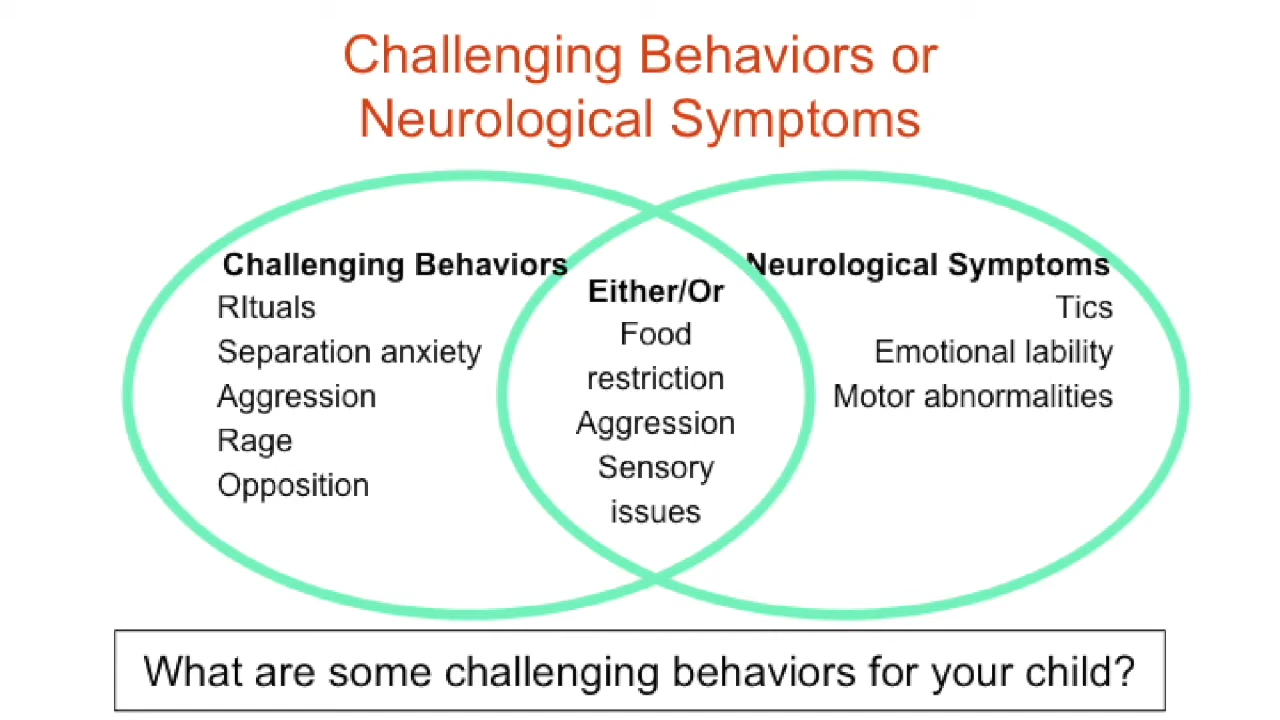 Challenging Behaviors or
Neurological Symptoms
Challenging Behaviors
RItuals
Separation anxiety
Aggression
Rage
Opposition
Either/Or
Food
restriction
Aggression
Sensory
issues
Neurological Symptoms
Tics
Emotional lability
Motor abnormalities
What are some challenging behaviors for your child?